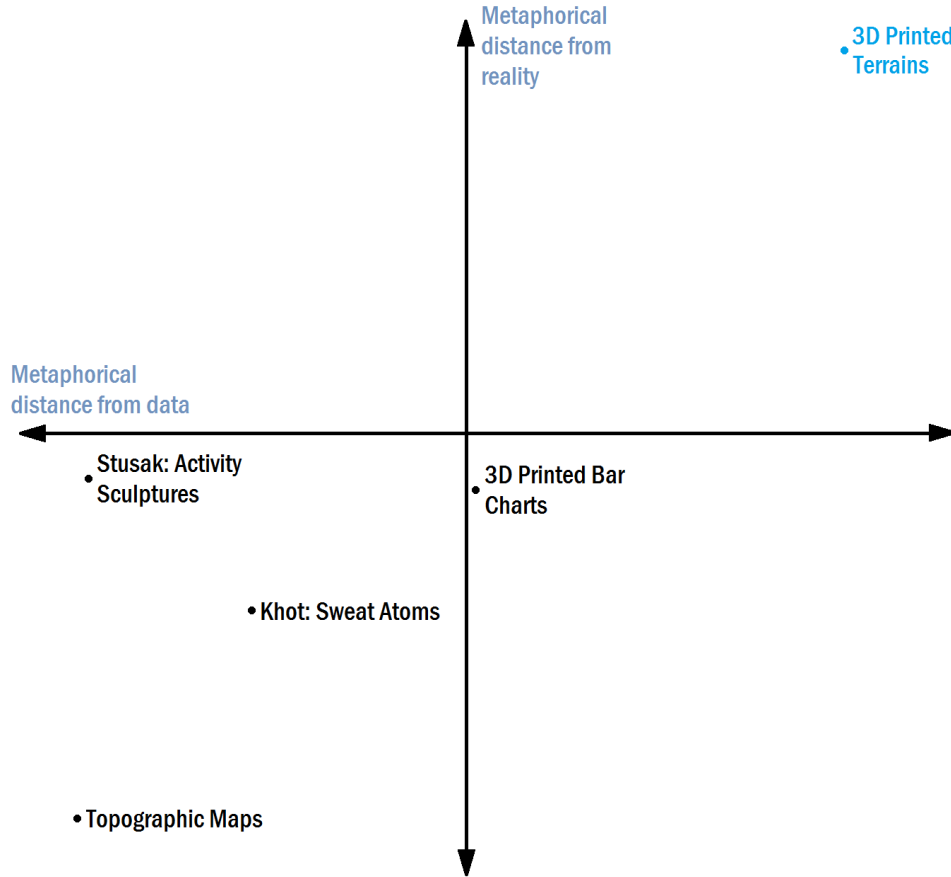 Metaphorical
distance from
reality
3D Printed
Terrains
Metaphorical
distance from data
Stusak: Activity
Sculptures
3D Printed Bar
Charts
Khot: Sweat Atoms
Topographic Maps